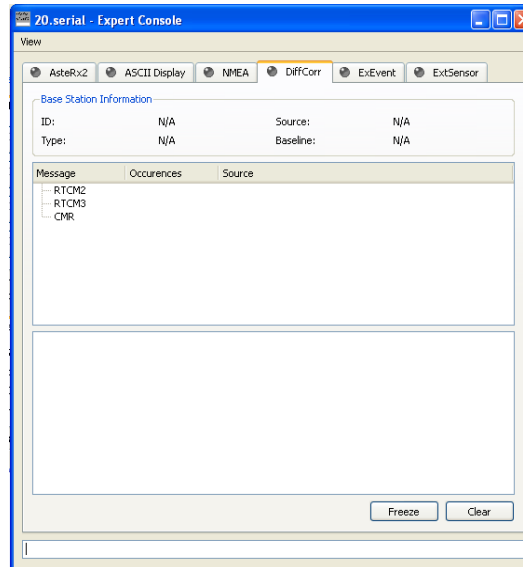 20.serial - Expert Console
View
AsteRx2 ASCII Display NMEA DiffCorr ExEvent ExtSensor
Base Station Information
ID: N/A Source: N/A
Type: N/A Baseline: N/A
Message Occurences Source
RTCM2
RTCM3
CMR
Freeze Clear